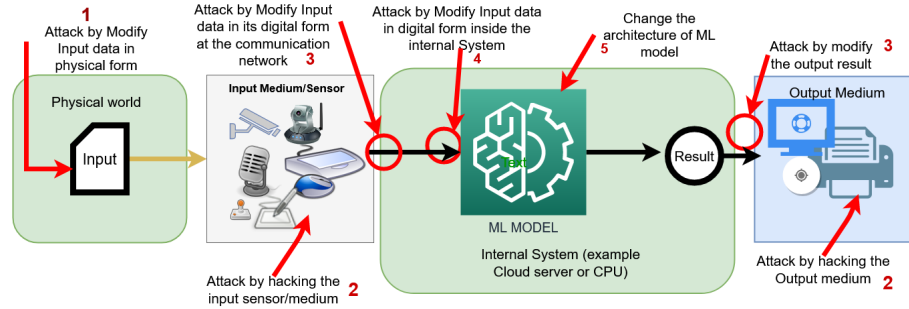 1
Attack by Modify
Input data in
physical form
Attack by Modify Input
data in its digital form
at the communication
network 3
Attack by Modify Input data
in digital form inside the
internal System
4
Change the
architecture of ML
5 model
Attack by modify 3
the output result
Physical world
Input
Input Medium/Sensor
Text
ML MODEL
Result
Output Medium
Internal System (example
Cloud server or CPU)
Attack by hacking the
input sensor/medium 2
Attack by hacking the
Output medium 2